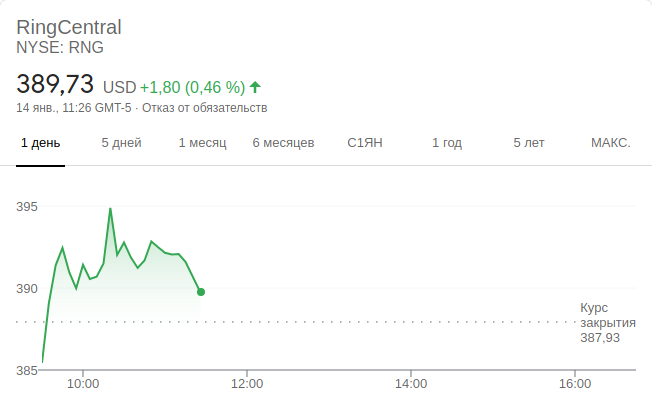 RingCentral
NYSE: RNG
389,73 USD +1,80 (0,46 %)
14 янв., 11:26 GMT-5 · Отказ от обязательств
1 день 5 дней 1 месяц 6 месяцев С1ЯН 1 год 5 лет МАКС.
395
390
Курс
закрытия
387,93
385
10:00 12:00 14:00 16:00